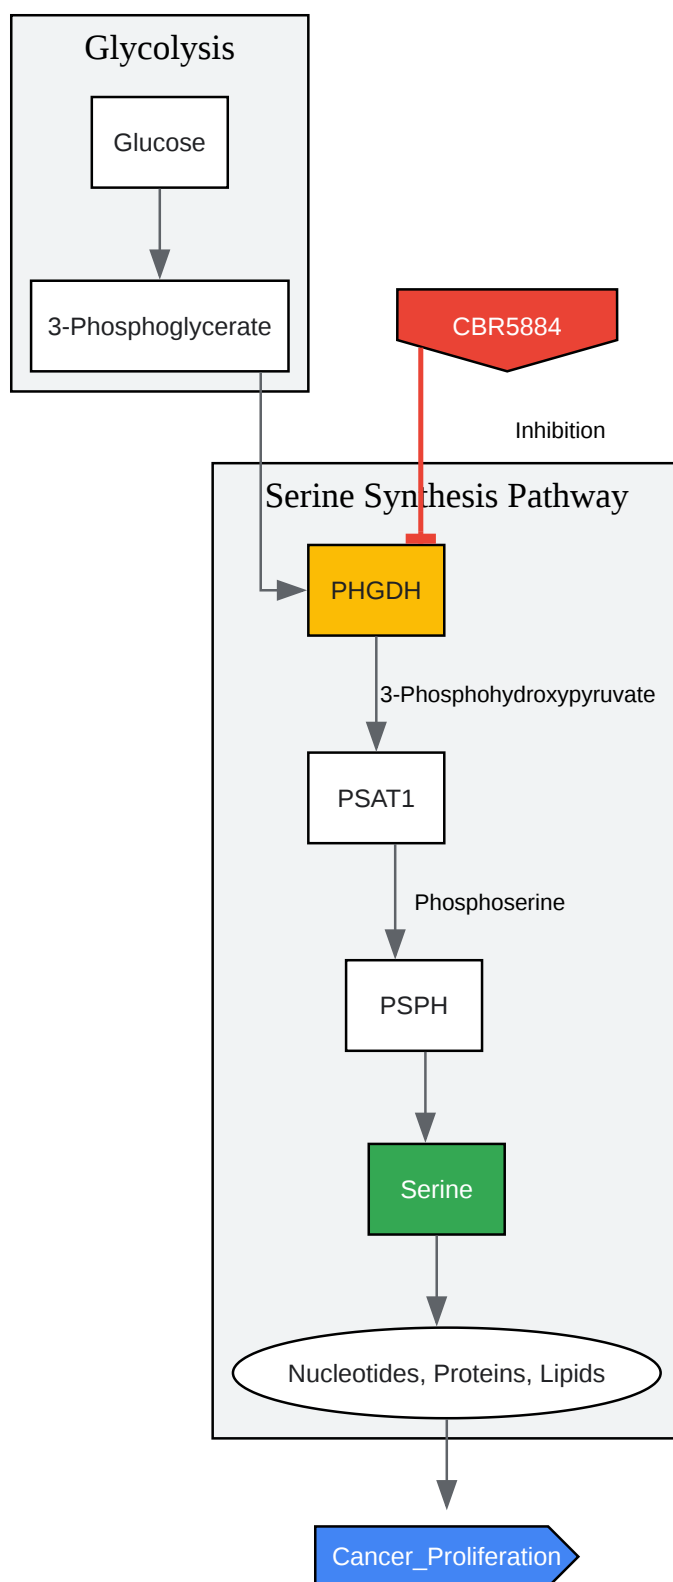 Glycolysis
Glucose
3-Phosphoglycerate
CBR5884
Inhibition
Serine Synthesis Pathway
PHGDH
3-Phosphohydroxypyruvate
PSAT1
Phosphoserine
PSPH
Serine
Nucleotides, Proteins, Lipids
Cancer_Proliferation